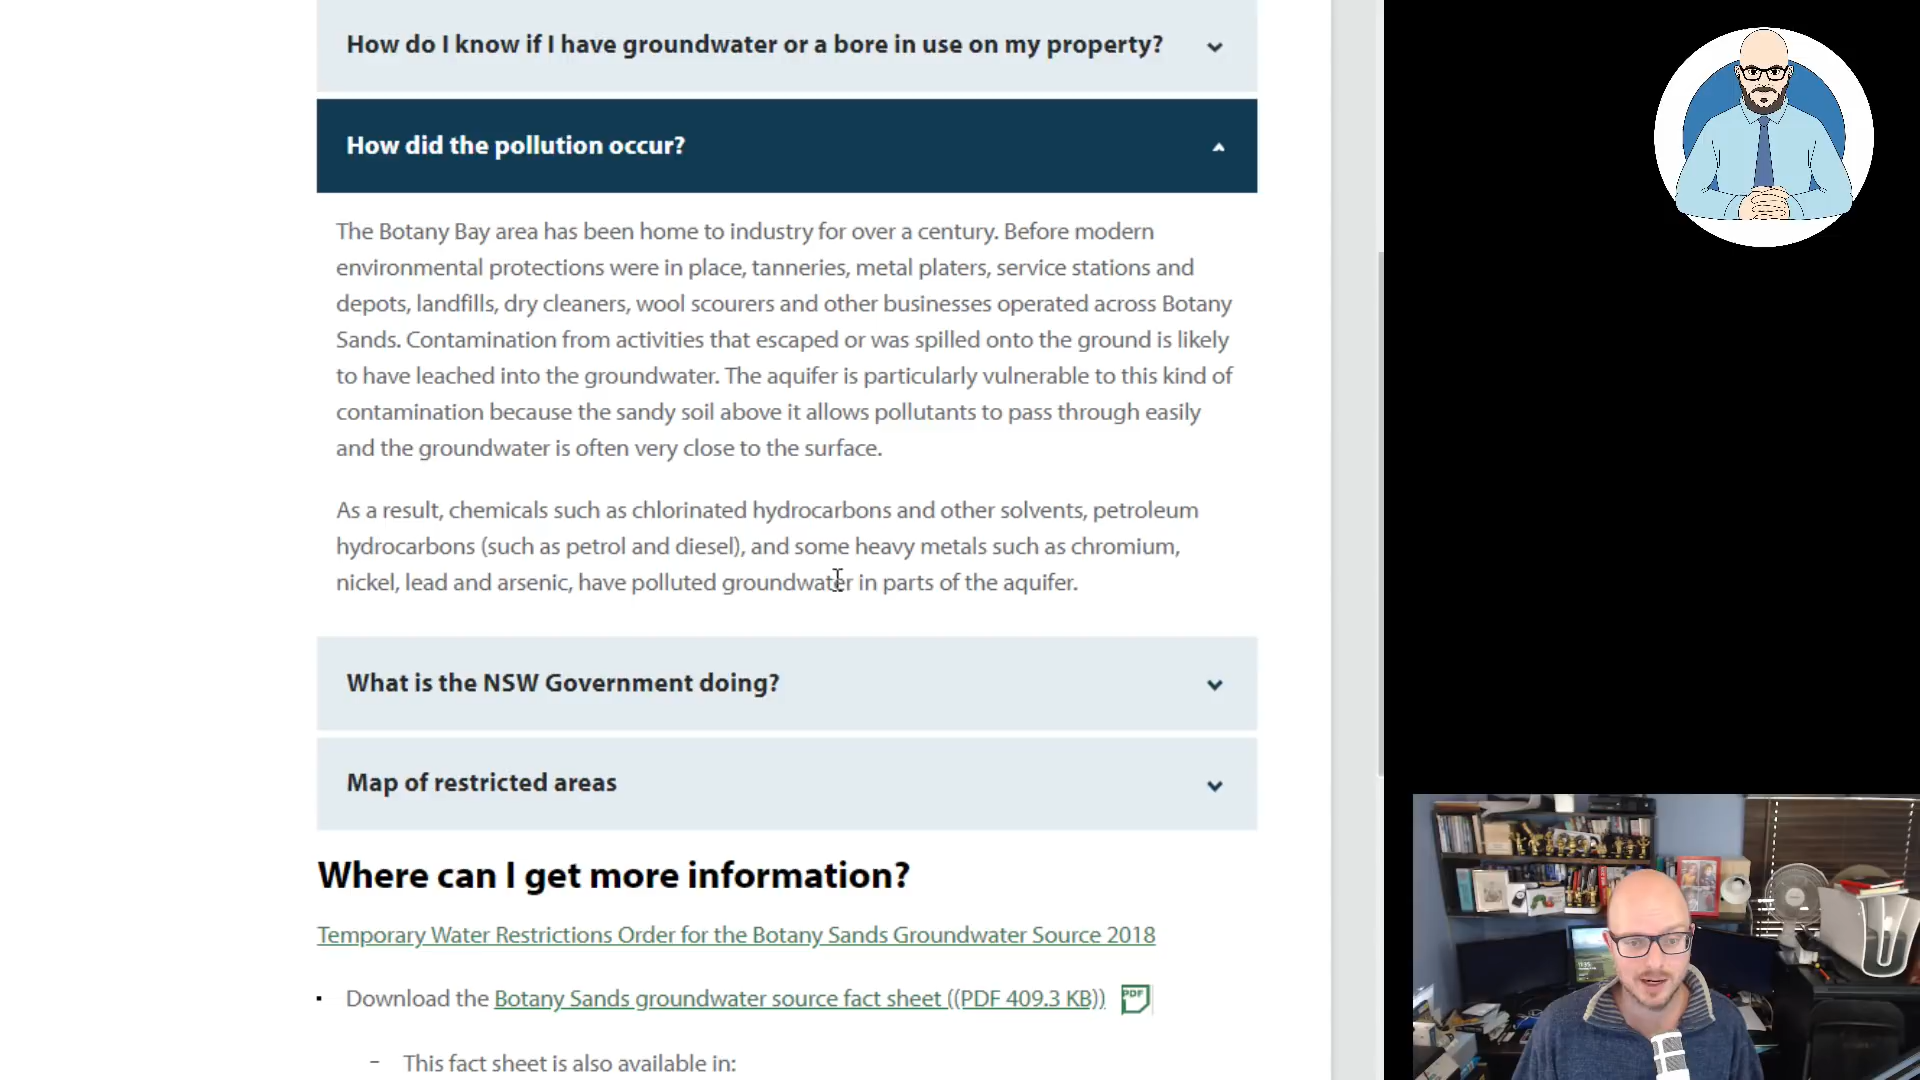 How do I know if I have groundwater or a bore in use on my property?
How did the pollution occur?
The Botany Bay area has been home to industry for over a century. Before modern
environmental protections were in place, tanneries, metal platers, service stations and
depots, landfills, dry cleaners, wool scourers and other businesses operated across Botany
Sands. Contamination from activities that escaped or was spilled onto the ground is likely
to have leached into the groundwater. The aquifer is particularly vulnerable to this kind of
contamination because the sandy soil above it allows pollutants to pass through easily
and the groundwater is often very close to the surface.
As a result, chemicals such as chlorinated hydrocarbons and other solvents, petroleum
hydrocarbons (such as petrol and diesel), and some heavy metals such as chromium,
nickel, lead and arsenic, have polluted groundwater in parts of the aquifer.
What is the NSW Government doing?
Map of restricted areas
Where can I get more information?
Temporary Water Restrictions Order for the Botany Sands Groundwater Source 2018
▪ Download the Botany Sands groundwater source fact sheet ((PDF 409.3 KB)) PDF
– This fact sheet is also available in: